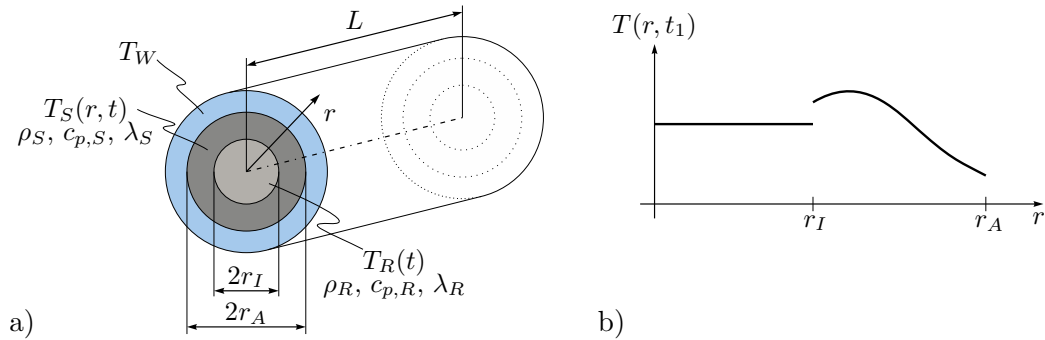 L
T_W
T_S(r, t)
ρ_S, c_{p,S}, λ_S
r
T_R(t)
ρ_R, c_{p,R}, λ_R
2r_I
2r_A
a)
T(r, t_1)
r_I
r_A
r
b)